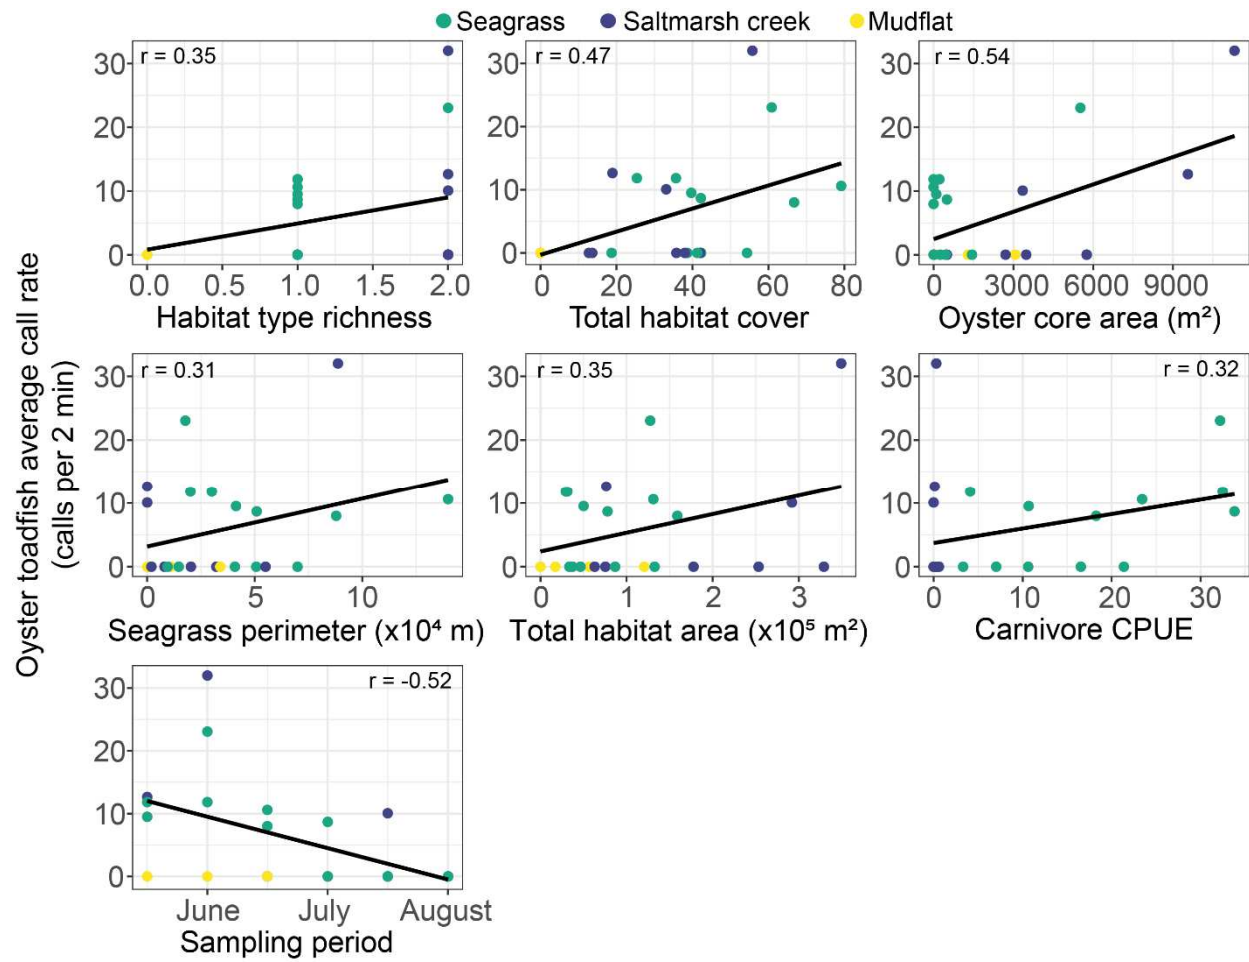 Seagrass Saltmarsh creek Mudflat
Oyster toadfish average call rate
(calls per 2 min)
r = 0.35
30
20
10
0
0.0 0.5 1.0 1.5 2.0
Habitat type richness
r = 0.47
30
20
10
0
0 20 40 60 80
Total habitat cover
r = 0.54
30
20
10
0
0 3000 6000 9000
Oyster core area (m²)
r = 0.31
30
20
10
0
0 5 10
Seagrass perimeter (x10⁴ m)
r = 0.35
30
20
10
0
0 1 2 3
Total habitat area (x10⁵ m²)
r = 0.32
30
20
10
0
0 10 20 30
Carnivore CPUE
r = -0.52
30
20
10
0
June July August
Sampling period